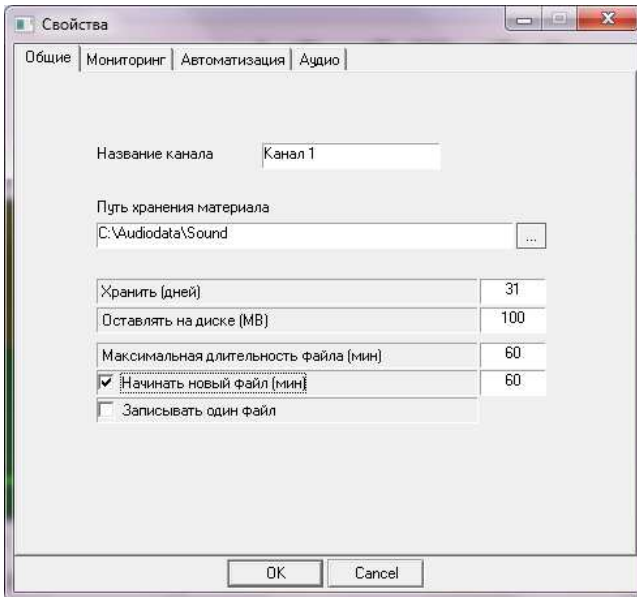 Свойства
Общие Мониторинг Автоматизация Аудио
Название канала Канал 1
Путь хранения материала
C:\Audiodata\Sound ...
Хранить (дней) 31
Оставлять на диске (MB) 100
Максимальная длительность файла (мин) 60
Начинать новый файл (мин) 60
Записывать один файл
OK Cancel